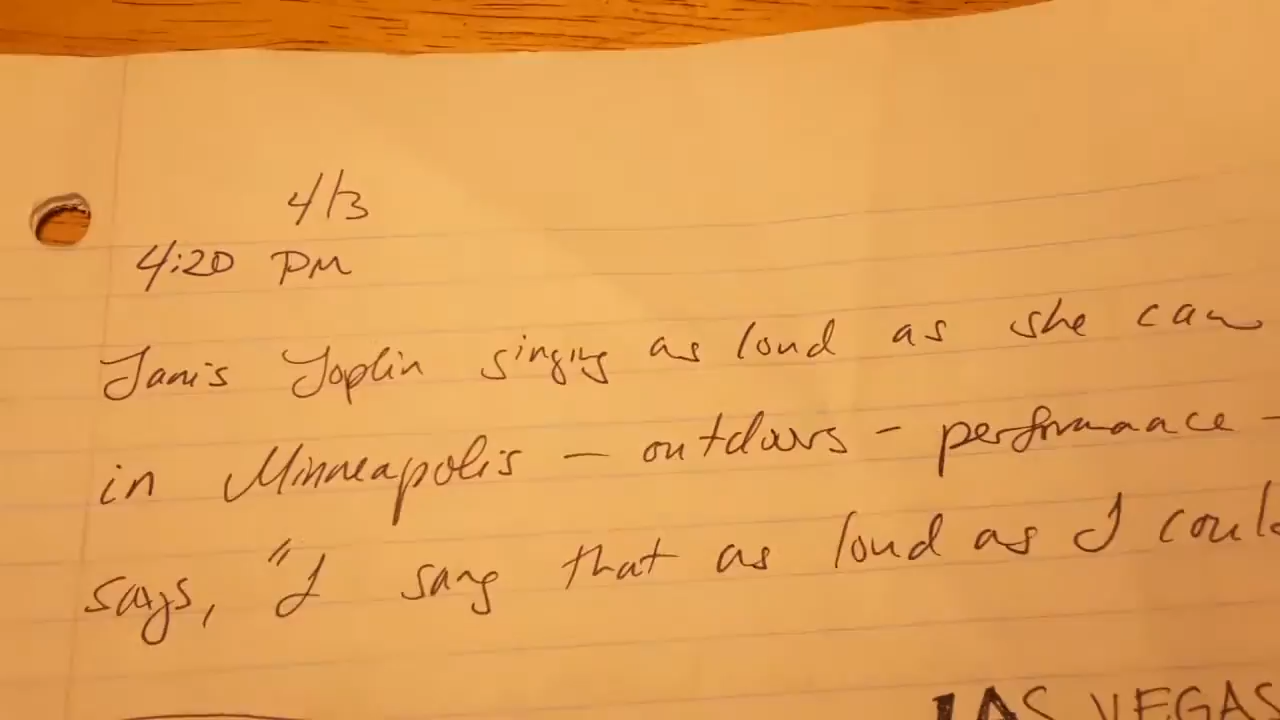 4/3
4:20 PM
Janis Joplin singing as loud as she can
in Minneapolis – outdoors – performance –
says, "I sang that as loud as I could
LAS VEGAS